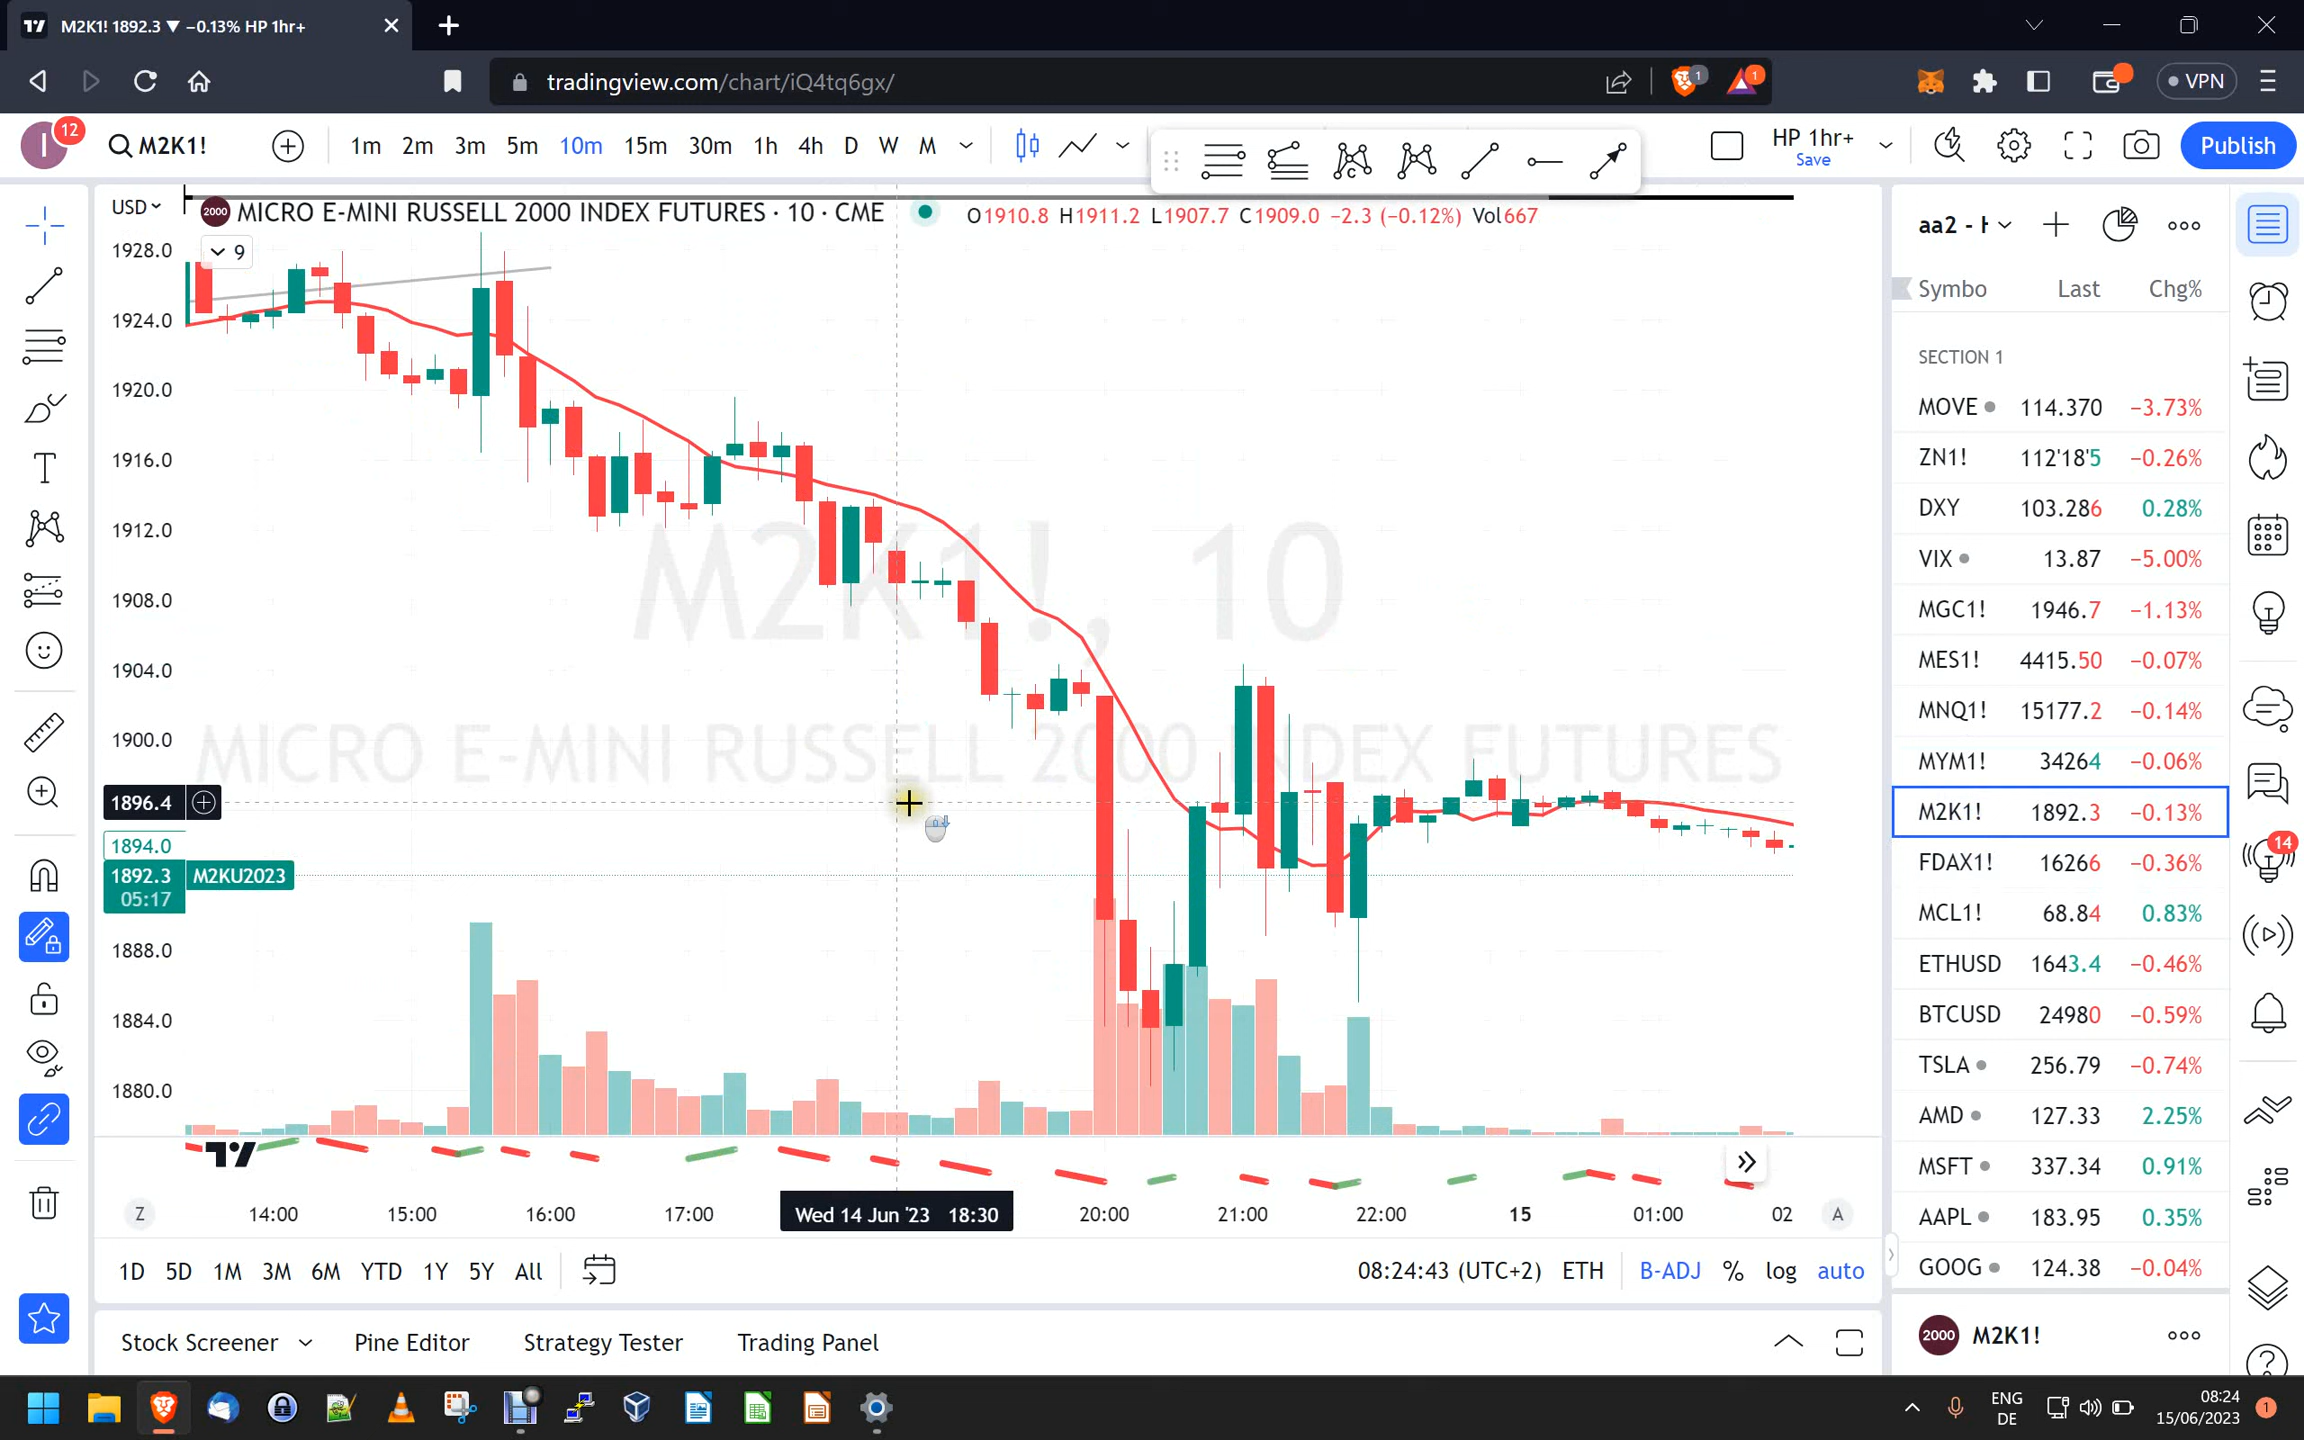 M2K1! 1892.3 ▼ −0.13% HP 1hr+
tradingview.com/chart/iQ4tq6gx/
1
1
VPN
I
12
M2K1!
1m 2m 3m 5m 10m 15m 30m 1h 4h D W M
C
HP 1hr+
Save
Publish
USD
2000 MICRO E-MINI RUSSELL 2000 INDEX FUTURES · 10 · CME
O1910.8 H1911.2 L1907.7 C1909.0 −2.3 (−0.12%) Vol667
9
1928.0
1924.0
1920.0
1916.0
1912.0
1908.0
1904.0
1900.0
1896.4
1894.0
1892.3 M2KU2023
05:17
1888.0
1884.0
1880.0
M2K1!, 10
MICRO E-MINI RUSSELL 2000 INDEX FUTURES
Z 14:00 15:00 16:00 17:00 Wed 14 Jun '23 18:30 20:00 21:00 22:00 15 01:00 02 A
1D 5D 1M 3M 6M YTD 1Y 5Y All
08:24:43 (UTC+2) ETH B-ADJ % log auto
Stock Screener Pine Editor Strategy Tester Trading Panel
aa2 - H
Symbo Last Chg%
SECTION 1
MOVE 114.370 −3.73%
ZN1! 112'18'5 −0.26%
DXY 103.286 0.28%
VIX 13.87 −5.00%
MGC1! 1946.7 −1.13%
MES1! 4415.50 −0.07%
MNQ1! 15177.2 −0.14%
MYM1! 34264 −0.06%
M2K1! 1892.3 −0.13%
FDAX1! 16266 −0.36%
MCL1! 68.84 0.83%
ETHUSD 1643.4 −0.46%
BTCUSD 24980 −0.59%
TSLA 256.79 −0.74%
AMD 127.33 2.25%
MSFT 337.34 0.91%
AAPL 183.95 0.35%
GOOG 124.38 −0.04%
2000 M2K1!
14
ENG
DE
08:24
15/06/2023
1